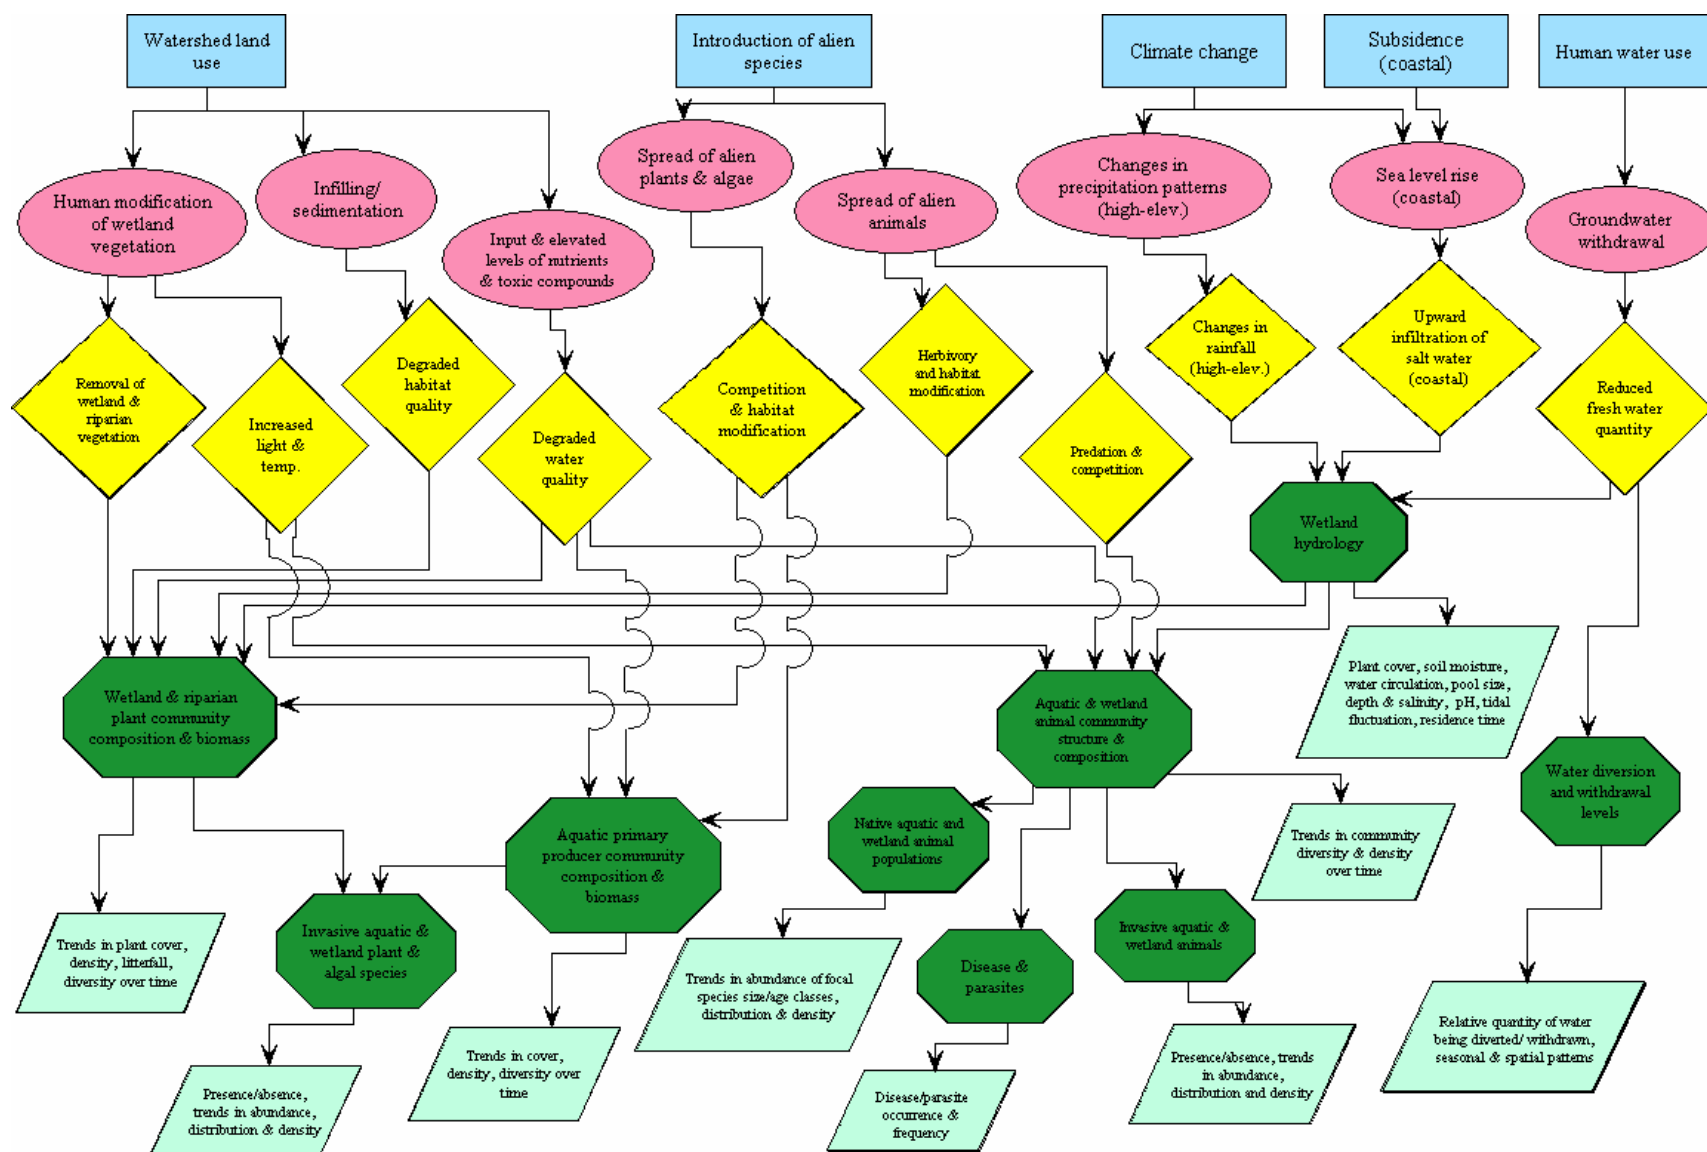 Watershed land
use
Introduction of alien
species
Climate change
Subsidence
(coastal)
Human water use
Human modification
of wetland
vegetation
Infilling/
sedimentation
Input & elevated
levels of nutrients
& toxic compounds
Spread of alien
plants & algae
Spread of alien
animals
Changes in
precipitation patterns
(high-elev.)
Sea level rise
(coastal)
Groundwater
withdrawal
Removal of
wetland &
riparian
vegetation
Increased
light &
temp.
Degraded
habitat
quality
Degraded
water
quality
Competition
& habitat
modification
Herbivory
and habitat
modification
Predation &
competition
Changes in
rainfall
(high-elev.)
Upward
infiltration of
salt water
(coastal)
Reduced
fresh water
quantity
Wetland
hydrology
Wetland & riparian
plant community
composition & biomass
Aquatic & wetland
animal community
structure &
composition
Plant cover, soil moisture,
water circulation, pool size,
depth & salinity, pH, tidal
fluctuation, residence time
Water diversion
and withdrawal
levels
Aquatic primary
producer community
composition &
biomass
Native aquatic and
wetland animal
populations
Trends in community
diversity & density
over time
Trends in plant cover,
density, litterfall,
diversity over time
Invasive aquatic &
wetland plant &
algal species
Trends in abundance of focal
species size/age classes,
distribution & density
Disease &
parasites
Invasive aquatic &
wetland animals
Relative quantity of water
being diverted/ withdrawn,
seasonal & spatial patterns
Presence/absence,
trends in abundance,
distribution & density
Trends in cover,
density, diversity over
time
Disease/parasite
occurrence &
frequency
Presence/absence, trends
in abundance,
distribution and density